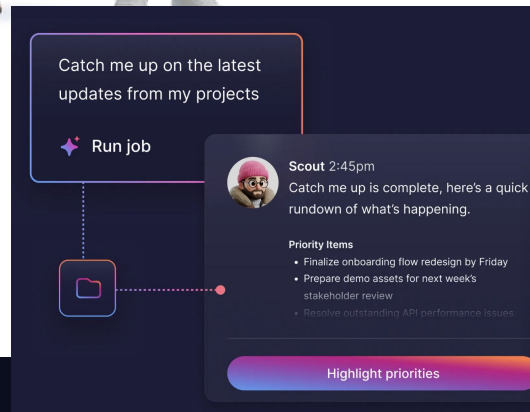 Catch me up on the latest
updates from my projects
Run job
Scout 2:45pm
Catch me up is complete, here's a quick
rundown of what's happening.
Priority Items
• Finalize onboarding flow redesign by Friday
• Prepare demo assets for next week's
stakeholder review
• Resolve outstanding API performance issues
Highlight priorities